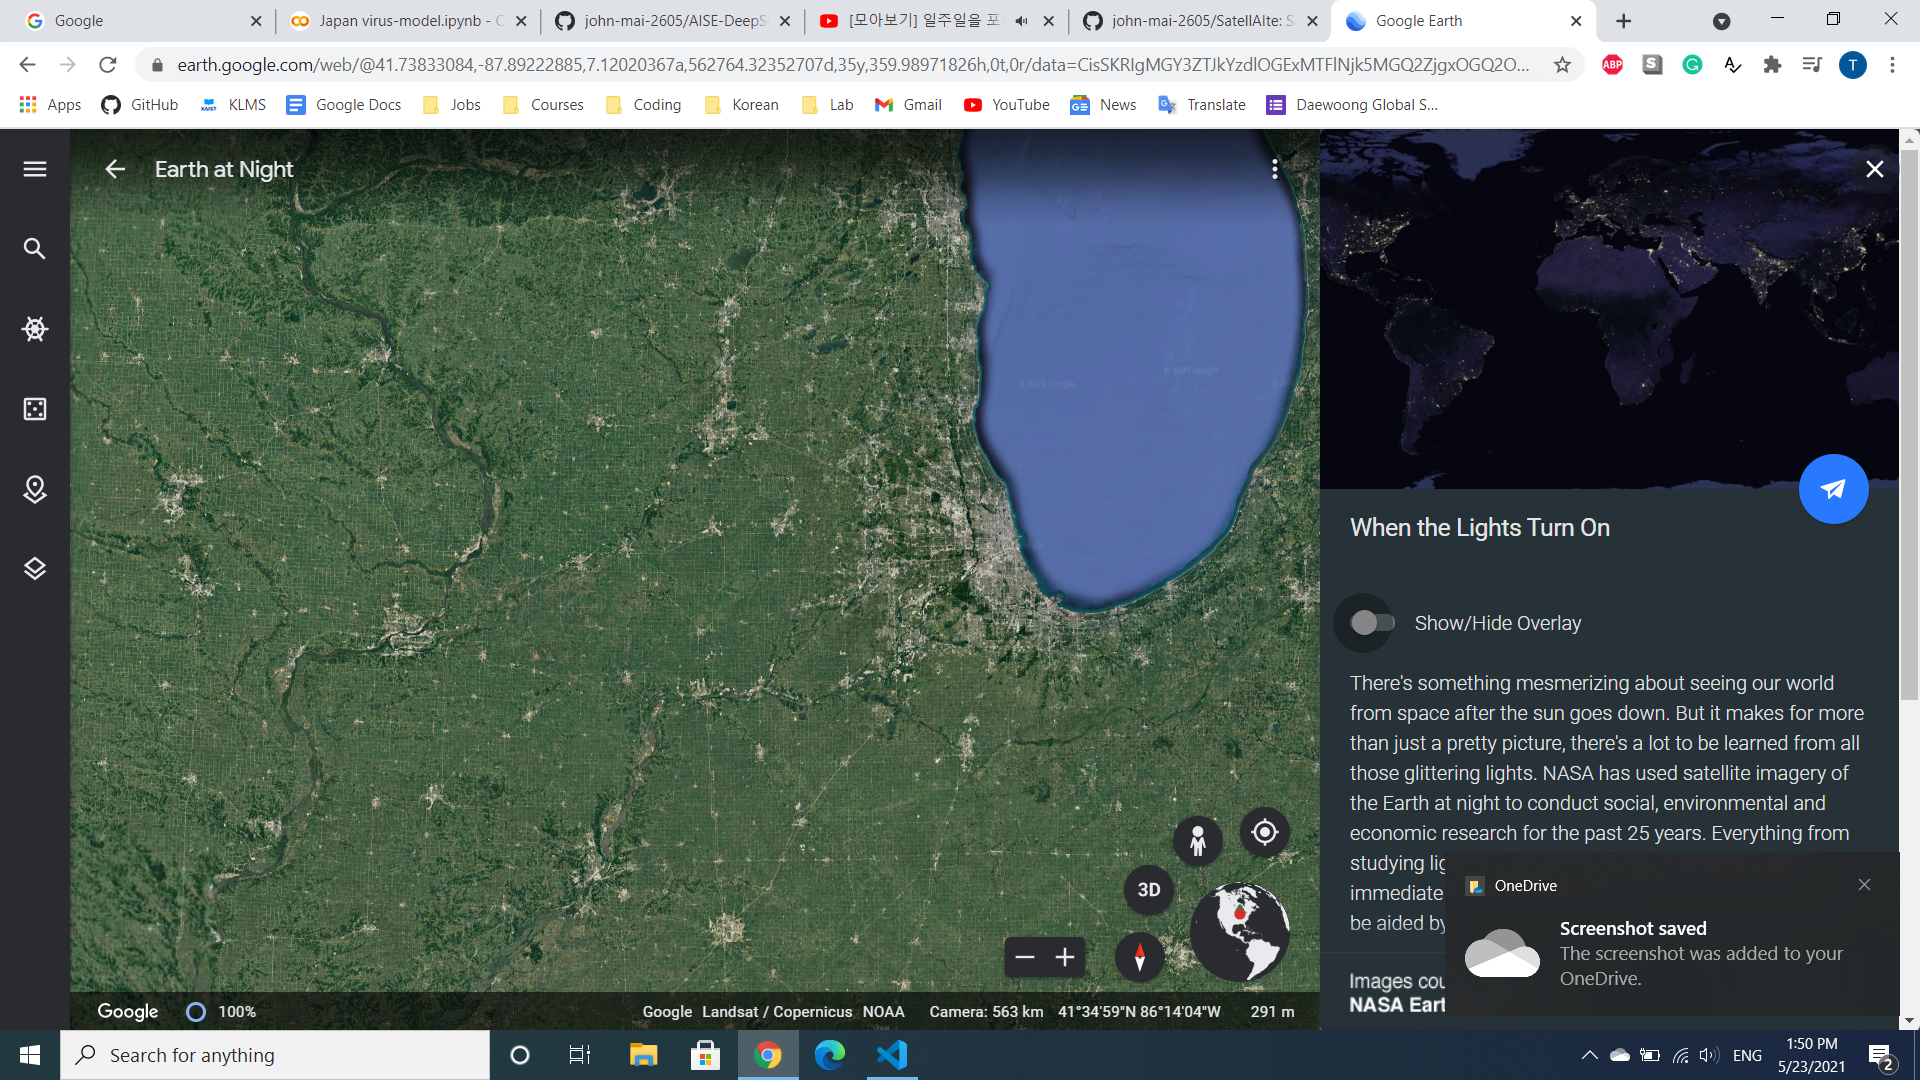 Google
Japan virus-model.ipynb - C
john-mai-2605/AISE-DeepS
[모아보기] 일주일을 포
john-mai-2605/SatellAIte: S
Google Earth
earth.google.com/web/@41.73833084,-87.89222885,7.12020367a,562764.32352707d,35y,359.98971826h,0t,0r/data=CisSKRIgMGY3ZTJkYzdlOGExMTFlNjk5MGQ2ZjgxOGQ2O...
ABP
S
T
Apps
GitHub
KAIST
KLMS
Google Docs
Jobs
Courses
Coding
Korean
Lab
Gmail
YouTube
News
Translate
Daewoong Global S...
Earth at Night
© 2021 Google
© 2021 Google
When the Lights Turn On
Show/Hide Overlay
There's something mesmerizing about seeing our world
from space after the sun goes down. But it makes for more
than just a pretty picture, there's a lot to be learned from all
those glittering lights. NASA has used satellite imagery of
the Earth at night to conduct social, environmental and
economic research for the past 25 years. Everything from
studying lig
immediate
be aided by
Images cou
NASA Eart
OneDrive
Screenshot saved
The screenshot was added to your
OneDrive.
3D
Google
100%
Google Landsat / Copernicus NOAA
Camera: 563 km 41°34'59"N 86°14'04"W
291 m
Search for anything
ENG
1:50 PM
5/23/2021
2